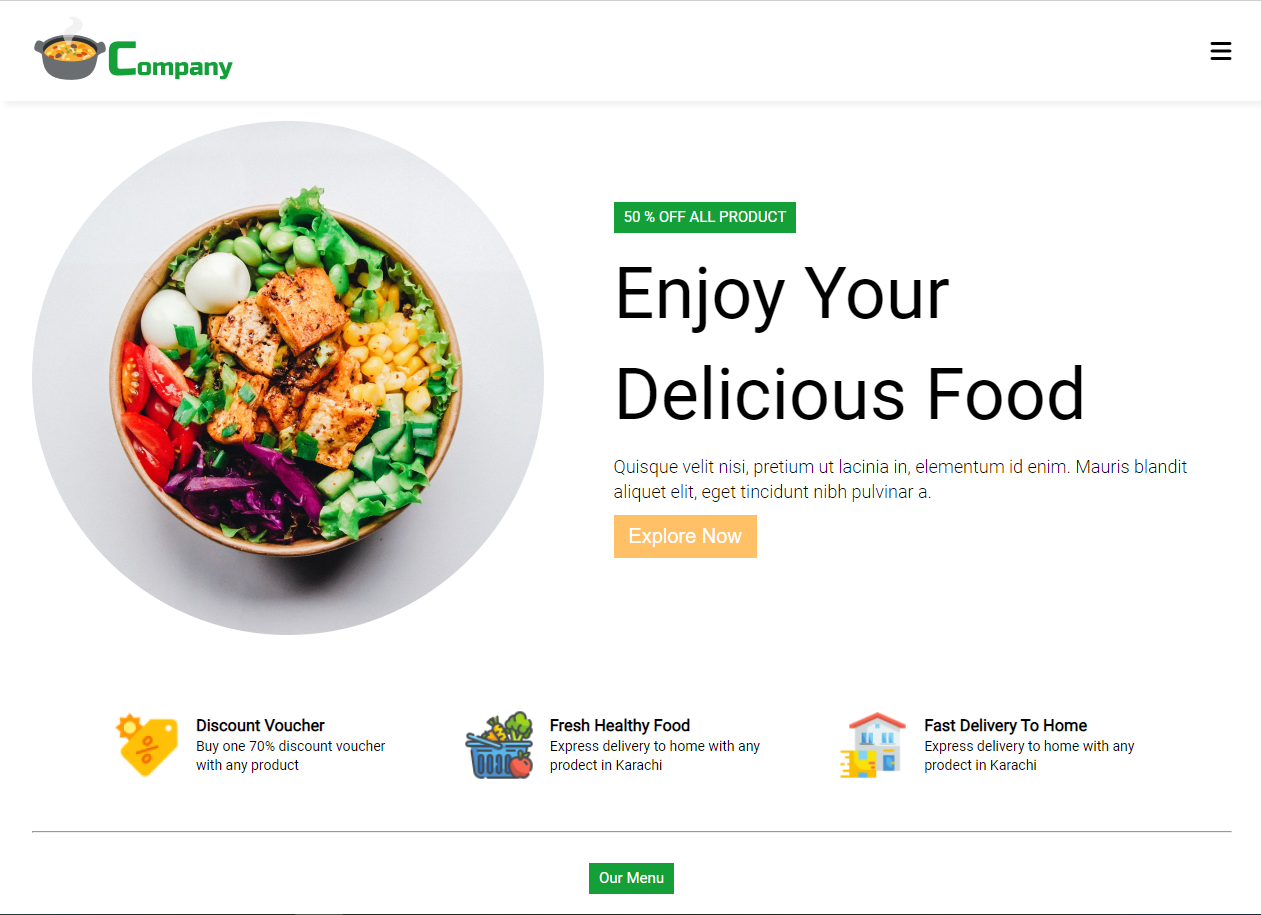 Company
50 % OFF ALL PRODUCT
Enjoy Your
Delicious Food
Quisque velit nisi, pretium ut lacinia in, elementum id enim. Mauris blandit
aliquet elit, eget tincidunt nibh pulvinar a.
Explore Now
Discount Voucher
Buy one 70% discount voucher
with any product
Fresh Healthy Food
Express delivery to home with any
prodect in Karachi
Fast Delivery To Home
Express delivery to home with any
prodect in Karachi
Our Menu